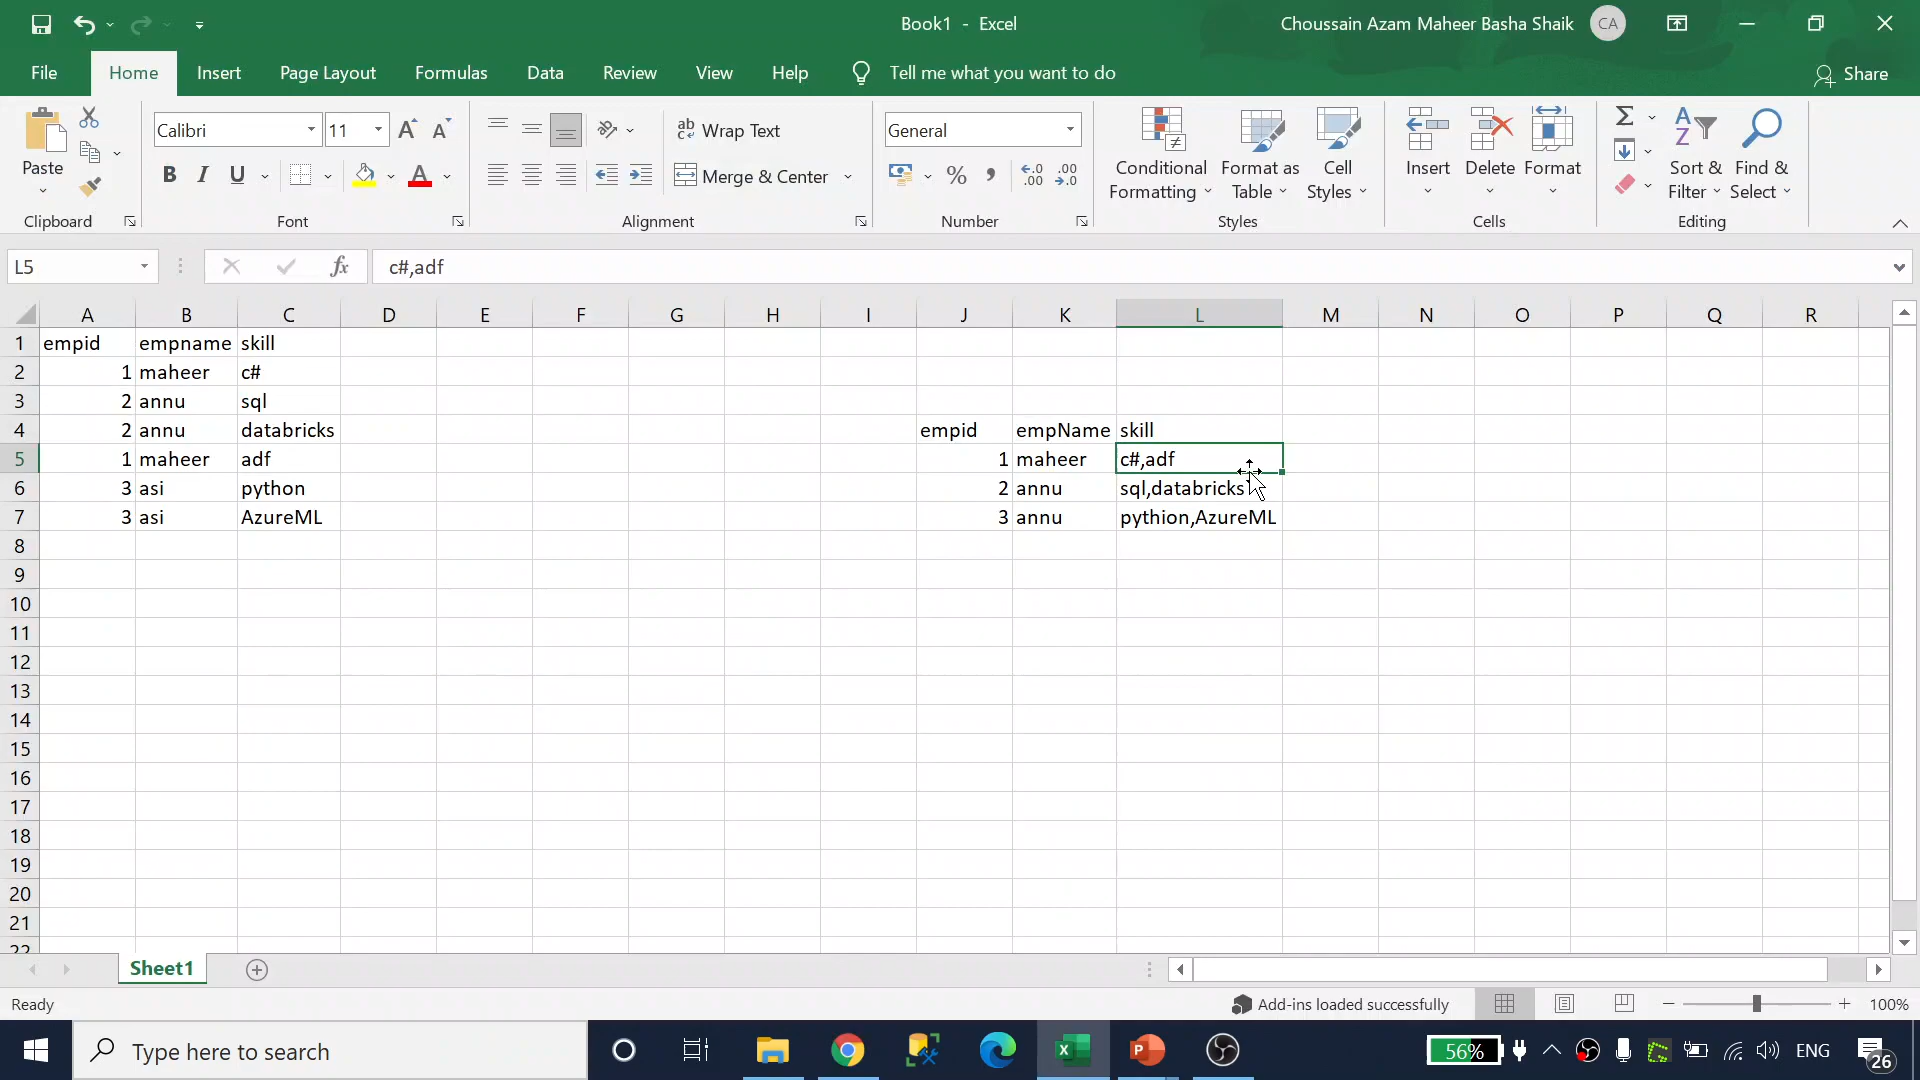 Book1 - Excel
Choussain Azam Maheer Basha Shaik
CA
File Home Insert Page Layout Formulas Data Review View Help Tell me what you want to do Share
Paste
Calibri 11
B I U
Wrap Text
Merge & Center
General
Conditional Formatting
Format as Table
Cell Styles
Insert Delete Format
Sort & Filter
Find & Select
Clipboard Font Alignment Number Styles Cells Editing
L5 fx c#,adf
A B C D E F G H I J K L M N O P Q R
1 empid empname skill
2 1 maheer c#
3 2 annu sql
4 2 annu databricks empid empName skill
5 1 maheer adf 1 maheer c#,adf
6 3 asi python 2 annu sql,databricks
7 3 asi AzureML 3 annu pythion,AzureML
8
9
10
11
12
13
14
15
16
17
18
19
20
21
22
Sheet1
Ready Add-ins loaded successfully 100%
Type here to search 56% ENG 26